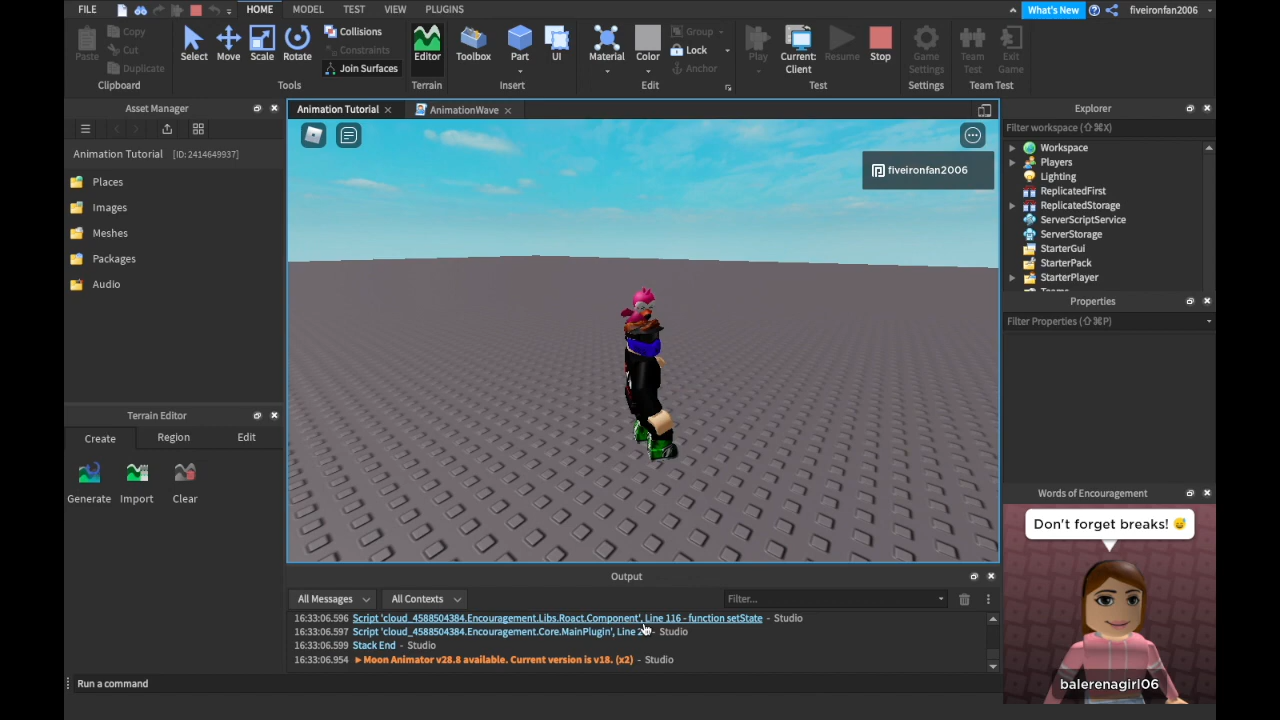 FILE
HOME
MODEL
TEST
VIEW
PLUGINS
What's New
fiveironfan2006
Paste
Copy
Cut
Duplicate
Clipboard
Select
Move
Scale
Rotate
Collisions
Constraints
Join Surfaces
Tools
Editor
Terrain
Toolbox
Part
UI
Insert
Material
Color
Group
Lock
Anchor
Edit
Play
Current:
Client
Resume
Stop
Test
Game
Settings
Settings
Team
Test
Exit
Game
Team Test
Asset Manager
Animation Tutorial [ID:2414649937]
Places
Images
Meshes
Packages
Audio
Terrain Editor
Create
Region
Edit
Generate
Import
Clear
Animation Tutorial
AnimationWave
fiveironfan2006
Output
All Messages
All Contexts
Filter...
16:33:06.596 Script 'cloud_4588504384.Encouragement.Libs.Roact.Component', Line 116 - function setState - Studio
16:33:06.597 Script 'cloud_4588504384.Encouragement.Core.MainPlugin', Line - Studio
16:33:06.599 Stack End - Studio
16:33:06.954 Moon Animator v28.8 available. Current version is v18. (x2) - Studio
Run a command
Explorer
Filter workspace (⇧⌘X)
Workspace
Players
Lighting
ReplicatedFirst
ReplicatedStorage
ServerScriptService
ServerStorage
StarterGui
StarterPack
StarterPlayer
Properties
Filter Properties (⇧⌘P)
Words of Encouragement
Don't forget breaks! 😅
balerenagirl06